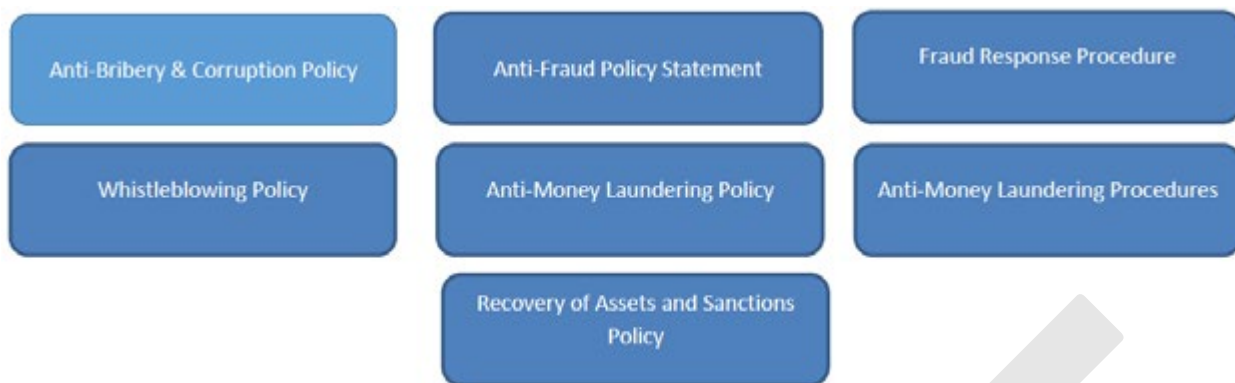 Anti-Bribery & Corruption Policy
Anti-Fraud Policy Statement
Fraud Response Procedure
Whistleblowing Policy
Anti-Money Laundering Policy
Anti-Money Laundering Procedures
Recovery of Assets and Sanctions
Policy